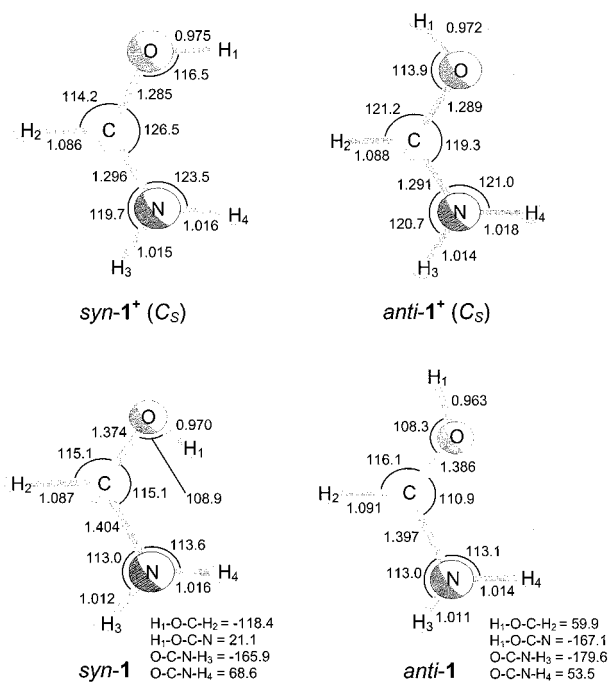 0.975
O
H1
116.5
1.285
114.2
H2
C
1.086
126.5
1.296
123.5
119.7
N
H4
1.016
1.015
H3
syn-1+ (CS)
H1
0.972
113.9
O
1.289
121.2
H2
C
1.088
119.3
1.291
121.0
120.7
N
H4
1.018
1.014
H3
anti-1+ (CS)
O
0.970
1.374
H1
115.1
H2
C
1.087
115.1
108.9
1.404
113.6
113.0
N
H4
1.016
1.012
H3
H1-O-C-H2 = -118.4
H1-O-C-N = 21.1
O-C-N-H3 = -165.9
O-C-N-H4 = 68.6
syn-1
H1
0.963
108.3
O
116.1
1.386
H2
C
1.091
110.9
1.397
113.1
113.0
N
H4
1.014
1.011
H3
H1-O-C-H2 = 59.9
H1-O-C-N = -167.1
O-C-N-H3 = -179.6
O-C-N-H4 = 53.5
anti-1